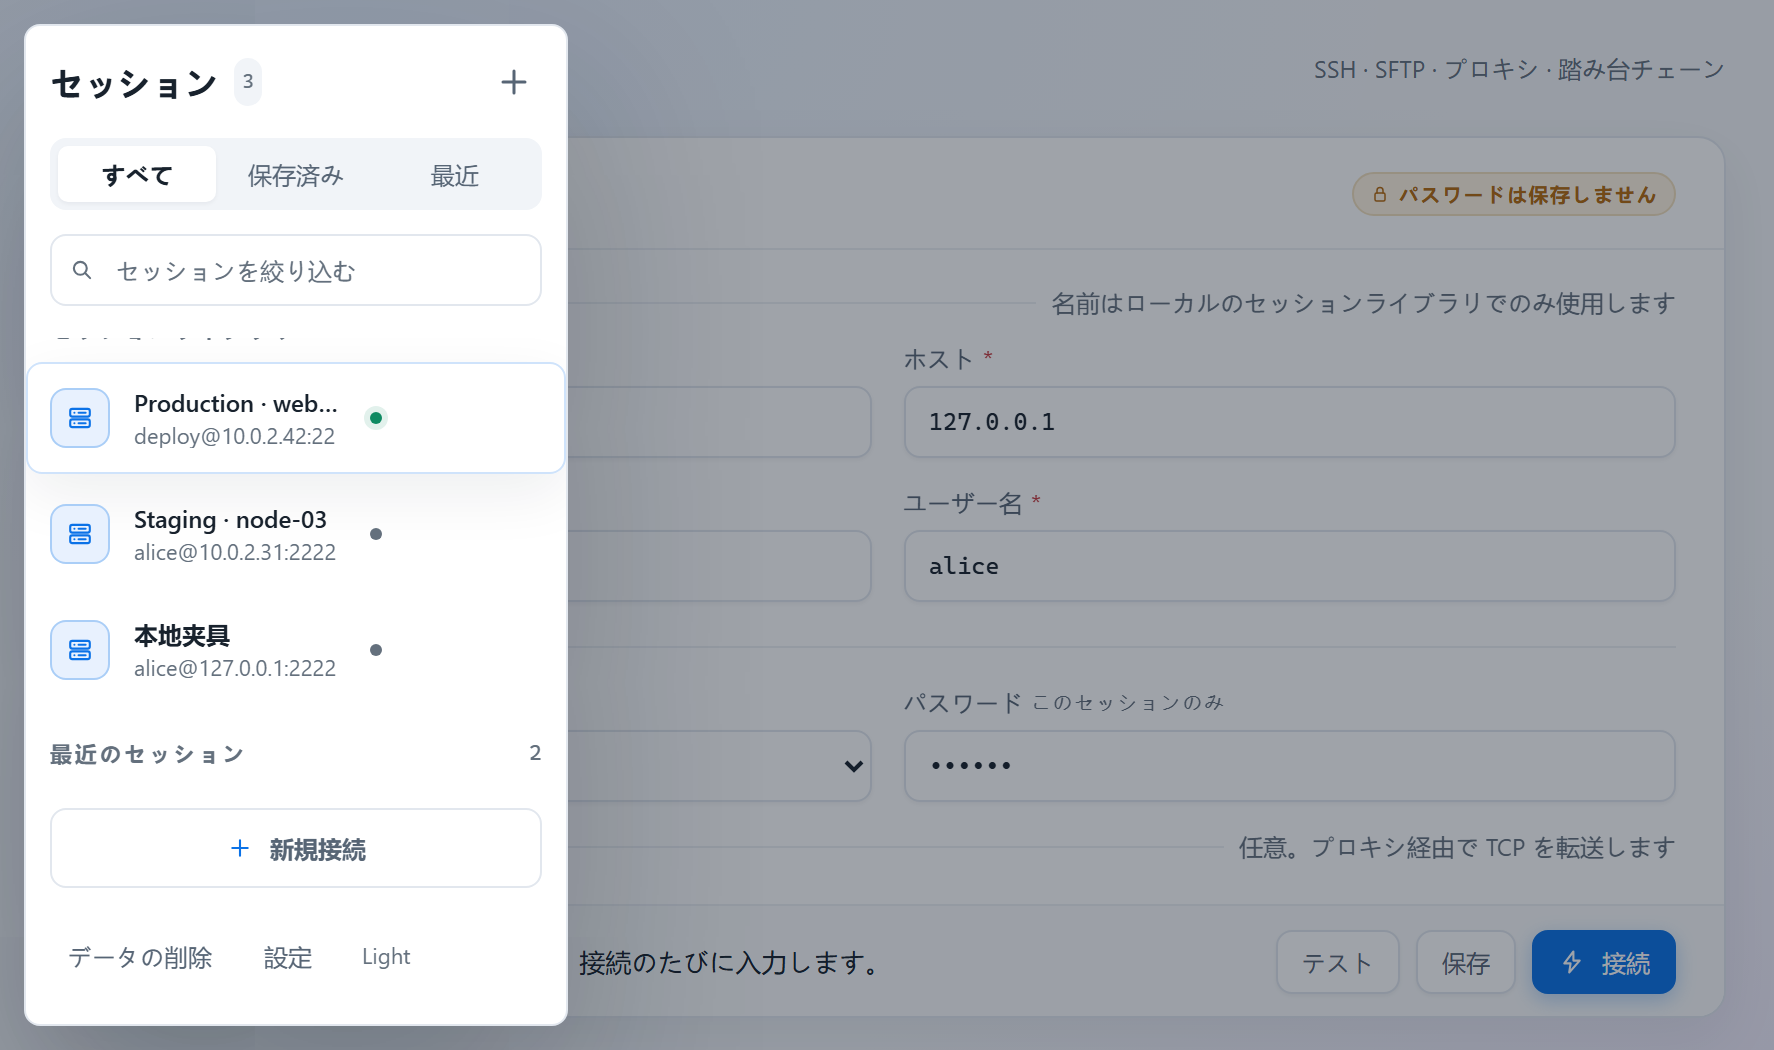 セッション 3
すべて 保存済み 最近
セッションを絞り込む
Production · web...
deploy@10.0.2.42:22
Staging · node-03
alice@10.0.2.31:2222
本地夹具
alice@127.0.0.1:2222
最近のセッション 2
新規接続
データの削除 設定 Light
SSH · SFTP · プロキシ · 踏み台チェーン
パスワードは保存しません
名前はローカルのセッションライブラリでのみ使用します
ホスト *
127.0.0.1
ユーザー名 *
alice
パスワード このセッションのみ
••••••
任意。プロキシ経由で TCP を転送します
接続のたびに入力します。
テスト 保存 接続